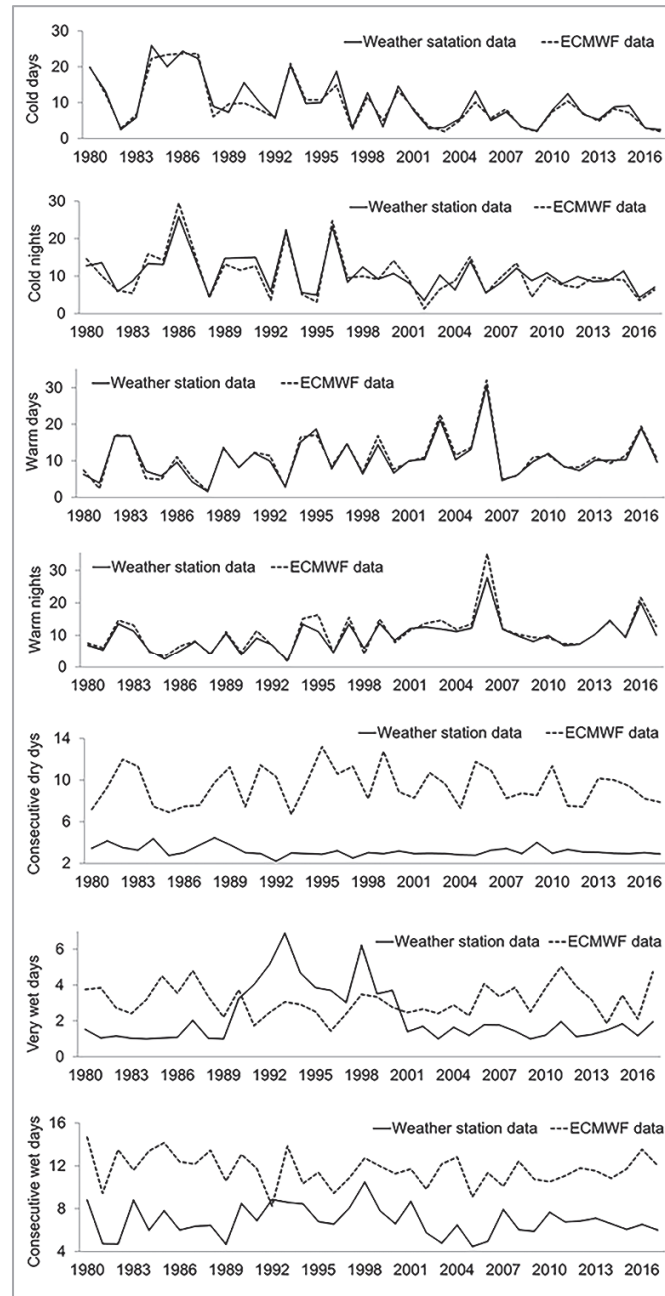 Cold days
30
20
10
0
Weather satation data ECMWF data
1980 1983 1986 1989 1992 1995 1998 2001 2004 2007 2010 2013 2016
Cold nights
30
20
10
0
Weather station data ECMWF data
1980 1983 1986 1989 1992 1995 1998 2001 2004 2007 2010 2013 2016
Warm days
30
20
10
0
Weather station data ECMWF data
1980 1983 1986 1989 1992 1995 1998 2001 2004 2007 2010 2013 2016
Warm nights
30
20
10
0
Weather station data ECMWF data
1980 1983 1986 1989 1992 1995 1998 2001 2004 2007 2010 2013 2016
Consecutive dry dys
14
10
6
2
Weather station data ECMWF data
1980 1983 1986 1989 1992 1995 1998 2001 2004 2007 2010 2013 2016
Very wet days
6
4
2
0
Weather station data ECMWF data
1980 1983 1986 1989 1992 1995 1998 2001 2004 2007 2010 2013 2016
Consecutive wet days
16
12
8
4
Weather station data ECMWF data
1980 1983 1986 1989 1992 1995 1998 2001 2004 2007 2010 2013 2016